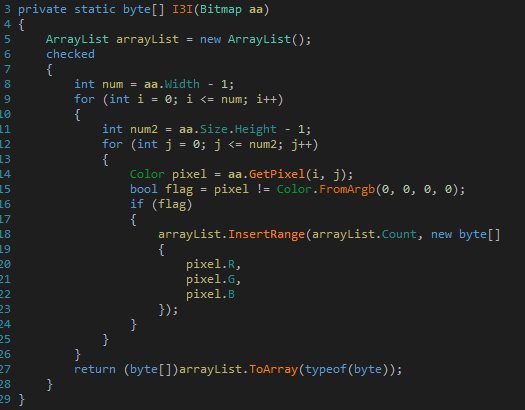 3 private static byte[] I3I(Bitmap aa)
4 {
5     ArrayList arrayList = new ArrayList();
6     checked
7     {
8         int num = aa.Width - 1;
9         for (int i = 0; i <= num; i++)
10         {
11             int num2 = aa.Size.Height - 1;
12             for (int j = 0; j <= num2; j++)
13             {
14                 Color pixel = aa.GetPixel(i, j);
15                 bool flag = pixel != Color.FromArgb(0, 0, 0, 0);
16                 if (flag)
17                 {
18                     arrayList.InsertRange(arrayList.Count, new byte[]
19                     {
20                         pixel.R,
21                         pixel.G,
22                         pixel.B
23                     });
24                 }
25             }
26         }
27         return (byte[])arrayList.ToArray(typeof(byte));
28     }
29 }